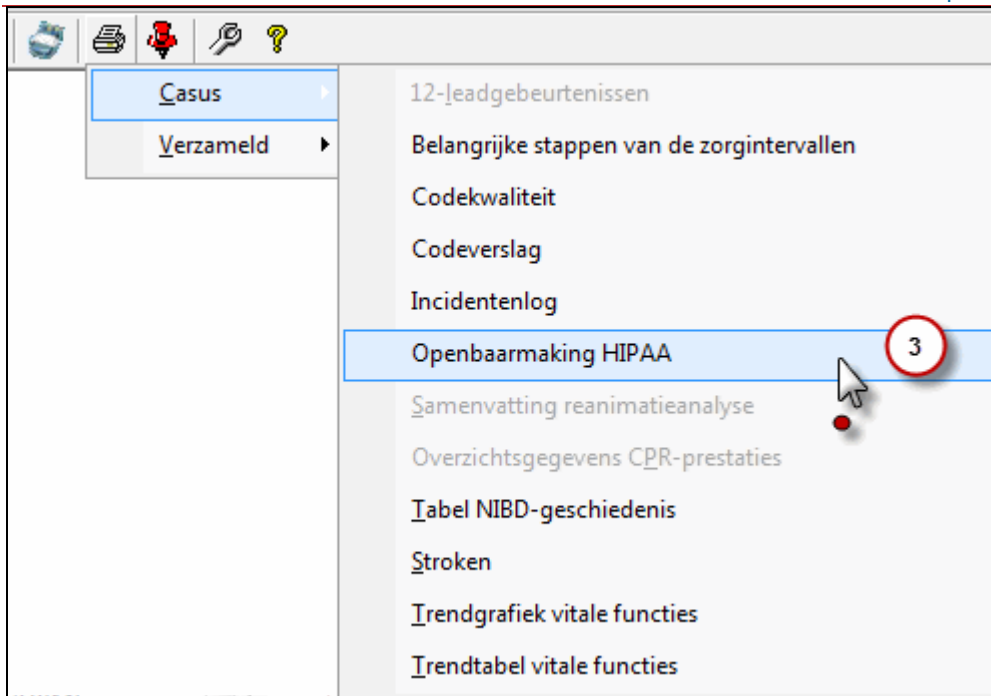 Casus
Verzameld
12-leadgebeurtenissen
Belangrijke stappen van de zorgintervallen
Codekwaliteit
Codeverslag
Incidentenlog
Openbaarmaking HIPAA
3
Samenvatting reanimatieanalyse
Overzichtsgegevens CPR-prestaties
Tabel NIBD-geschiedenis
Stroken
Trendgrafiek vitale functies
Trendtabel vitale functies